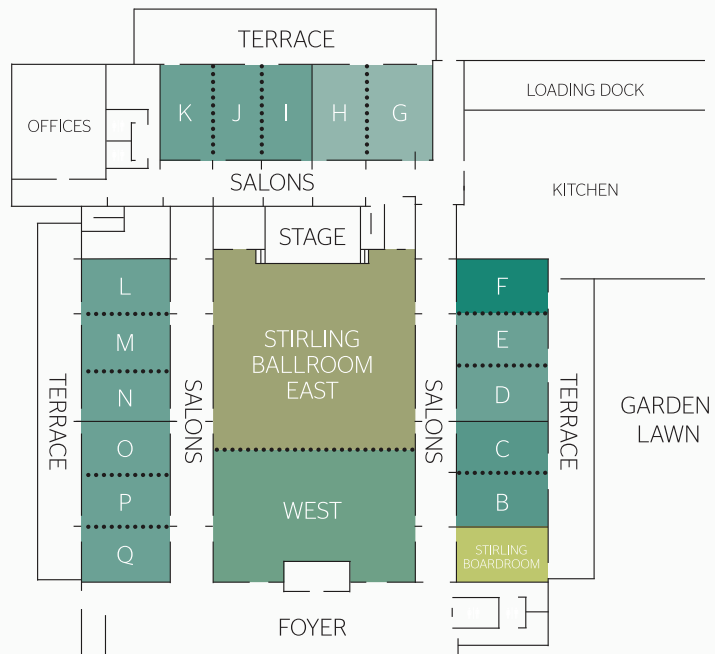 TERRACE
LOADING DOCK
K
J
I
H
G
OFFICES
SALONS
KITCHEN
STAGE
L
M
N
O
P
Q
TERRACE
SALONS
STIRLING
BALLROOM
EAST
WEST
SALONS
F
E
D
C
B
STIRLING
BOARDROOM
TERRACE
GARDEN
LAWN
FOYER